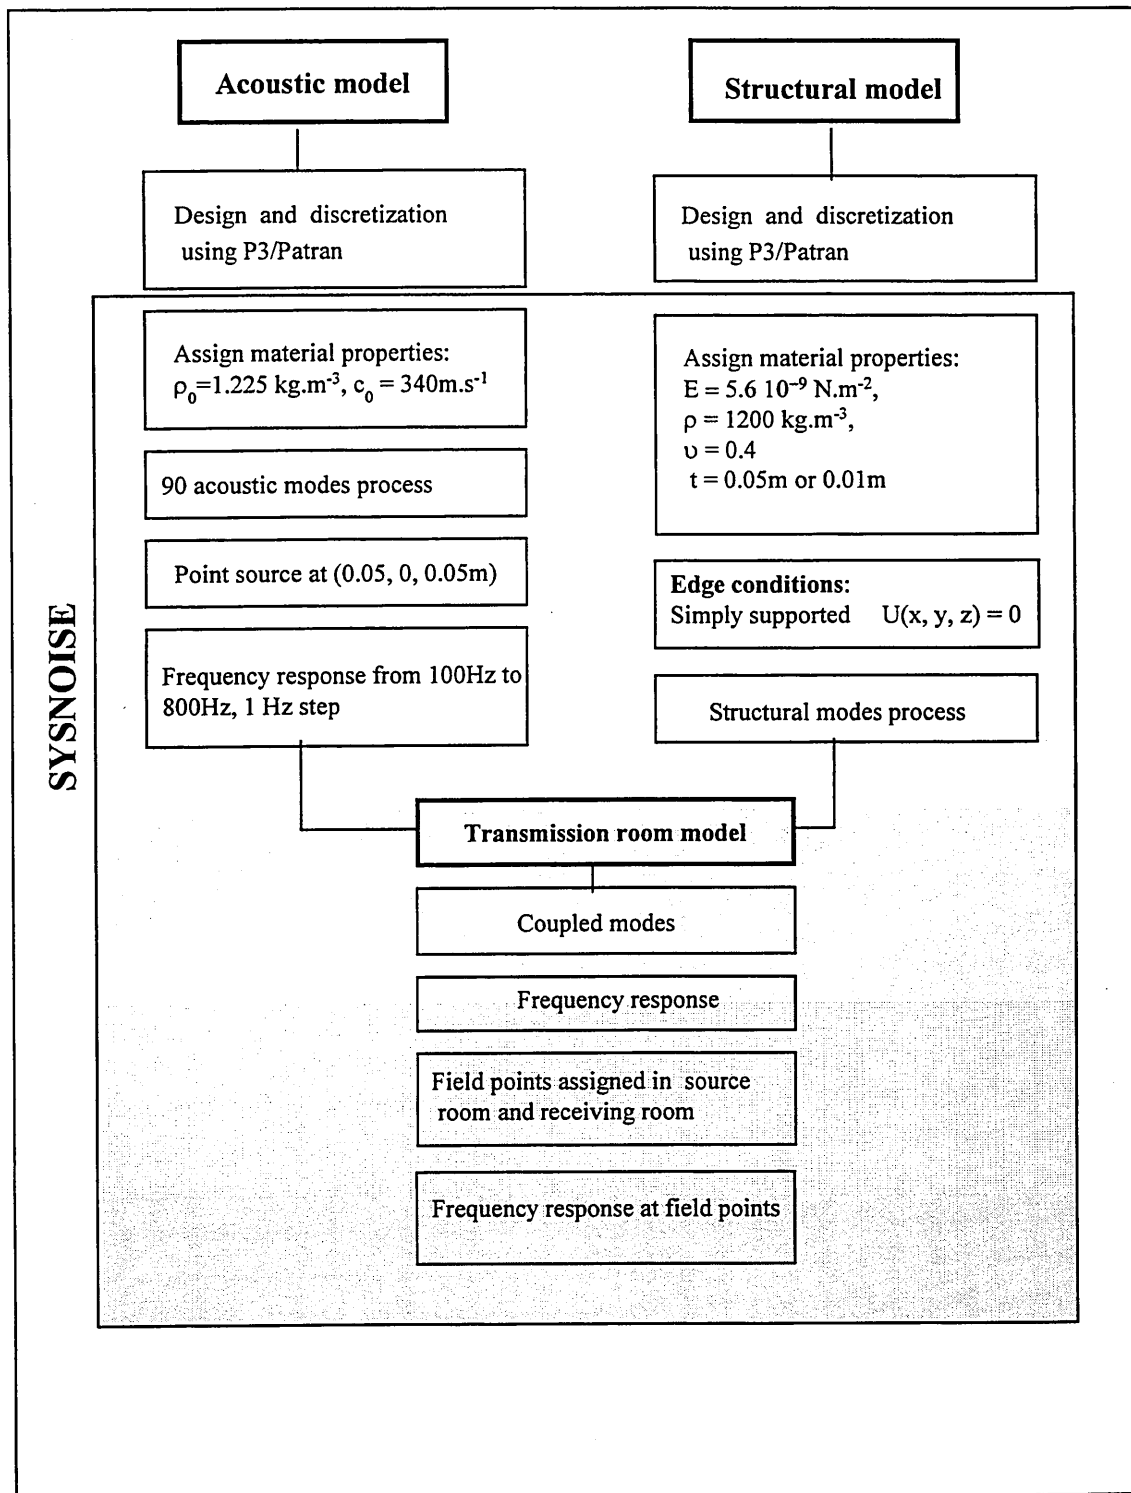 Acoustic model
Design and discretization
using P3/Patran
Assign material properties:
ρ₀=1.225 kg.m⁻³, c₀ = 340m.s⁻¹
90 acoustic modes process
Point source at (0.05, 0, 0.05m)
Frequency response from 100Hz to
800Hz, 1 Hz step
Structural model
Design and discretization
using P3/Patran
Assign material properties:
E = 5.6 10⁻⁹ N.m⁻²,
ρ = 1200 kg.m⁻³,
υ = 0.4
t = 0.05m or 0.01m
Edge conditions:
Simply supported U(x, y, z) = 0
Structural modes process
SYSNOISE
Transmission room model
Coupled modes
Frequency response
Field points assigned in source
room and receiving room
Frequency response at field points